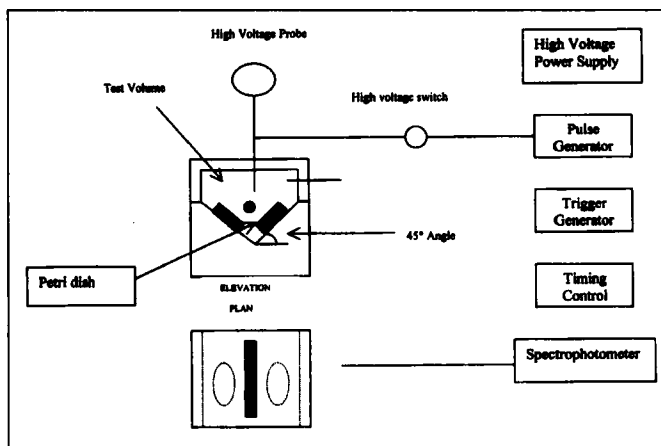 High Voltage Probe
High Voltage
Power Supply
Test Volume
High voltage switch
Pulse
Generator
Trigger
Generator
45° Angle
Petri dish
Timing
Control
ELEVATION
PLAN
Spectrophotometer